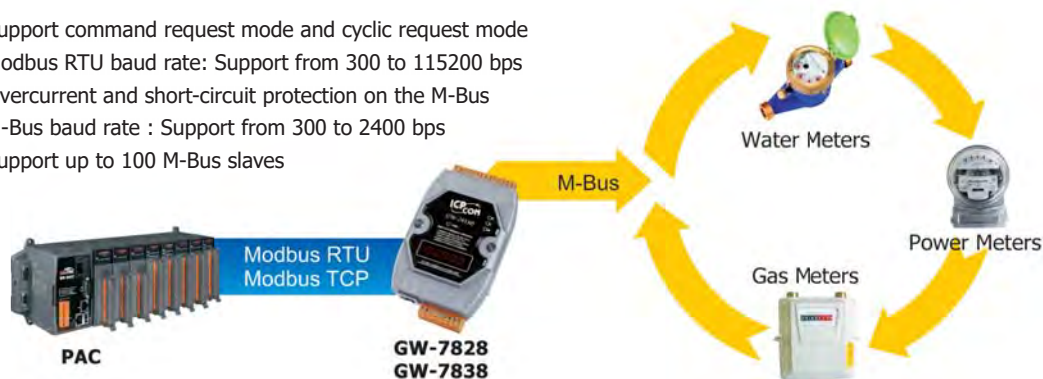 upport command request mode and cyclic request mode
odbus RTU baud rate: Support from 300 to 115200 bps
vercurrent and short-circuit protection on the M-Bus
-Bus baud rate : Support from 300 to 2400 bps
upport up to 100 M-Bus slaves
Water Meters
M-Bus
ICP
CON
Power Meters
Modbus RTU
Modbus TCP
Gas Meters
PAC
GW-7828
GW-7838